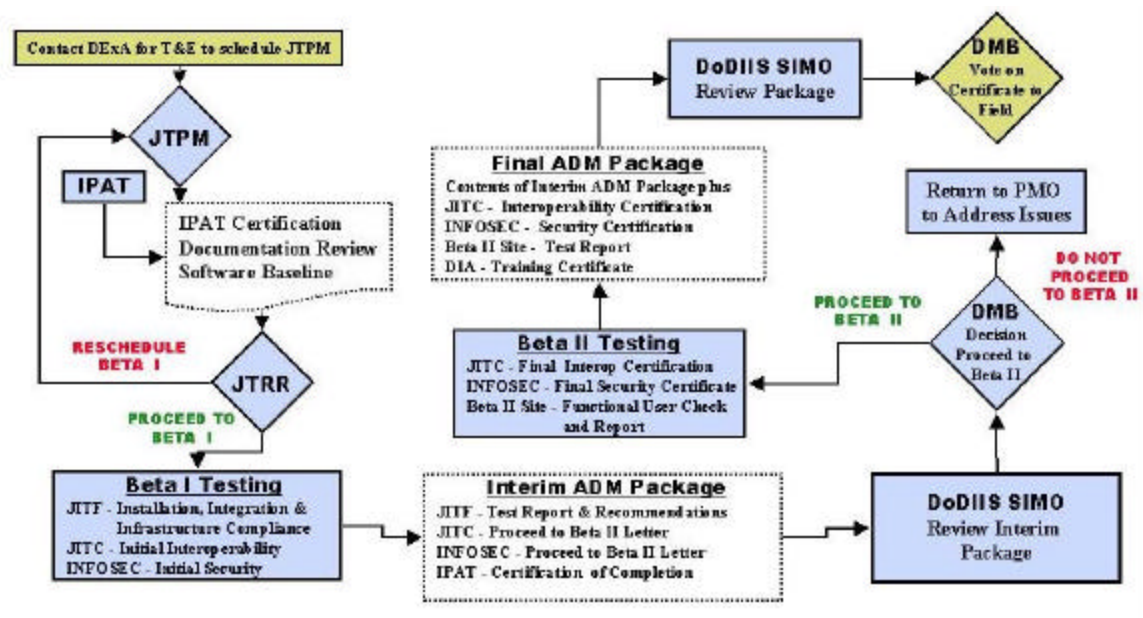 Contact DExA for T&E to schedule JTPM
JTPM
IPAT
IPAT Certification
Documentation Review
Software Baseline
RESCHEDULE
BETA I
JTRR
PROCEED TO
BETA I
Beta I Testing
JITF - Installation, Integration &
Infrastructure Compliance
JITC - Initial Interoperability
INFOSEC - Initial Security
Interim ADM Package
JITF - Test Report & Recommendations
JITC - Proceed to Beta II Letter
INFOSEC - Proceed to Beta II Letter
IPAT - Certification of Completion
DoDIIS SIMO
Review Interim
Package
DMB
Decision
Proceed to
Beta II
DO NOT
PROCEED
TO BETA II
Return to PMO
to Address Issues
PROCEED TO
BETA II
Beta II Testing
JITC - Final Interop Certification
INFOSEC - Final Security Certificate
Beta II Site - Functional User Check
and Report
Final ADM Package
Contents of Interim ADM Package plus
JITC - Interoperability Certification
INFOSEC - Security Certification
Beta II Site - Test Report
DIA - Training Certificate
DoDIIS SIMO
Review Package
DMB
Vote on
Certificate to
Field